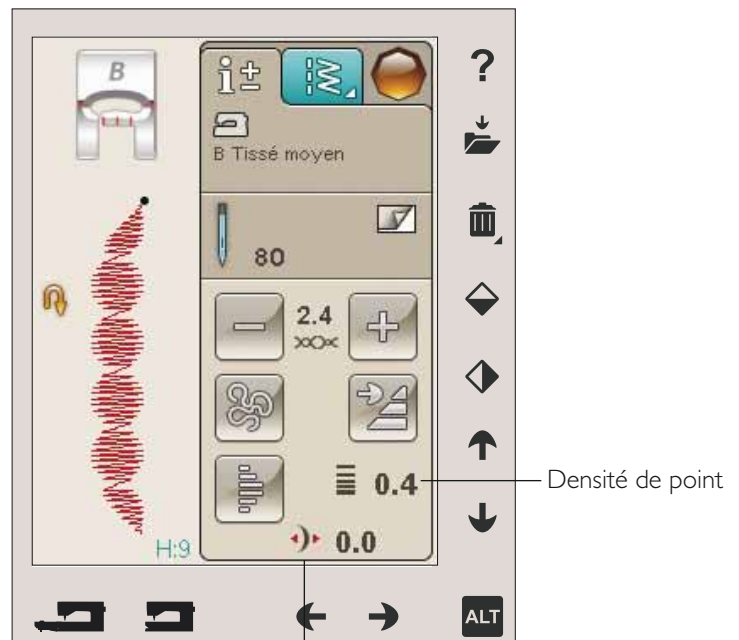 B
?
i±
B Tissé moyen
80
2.4
0.4
Densité de point
0.0
H:9
ALT